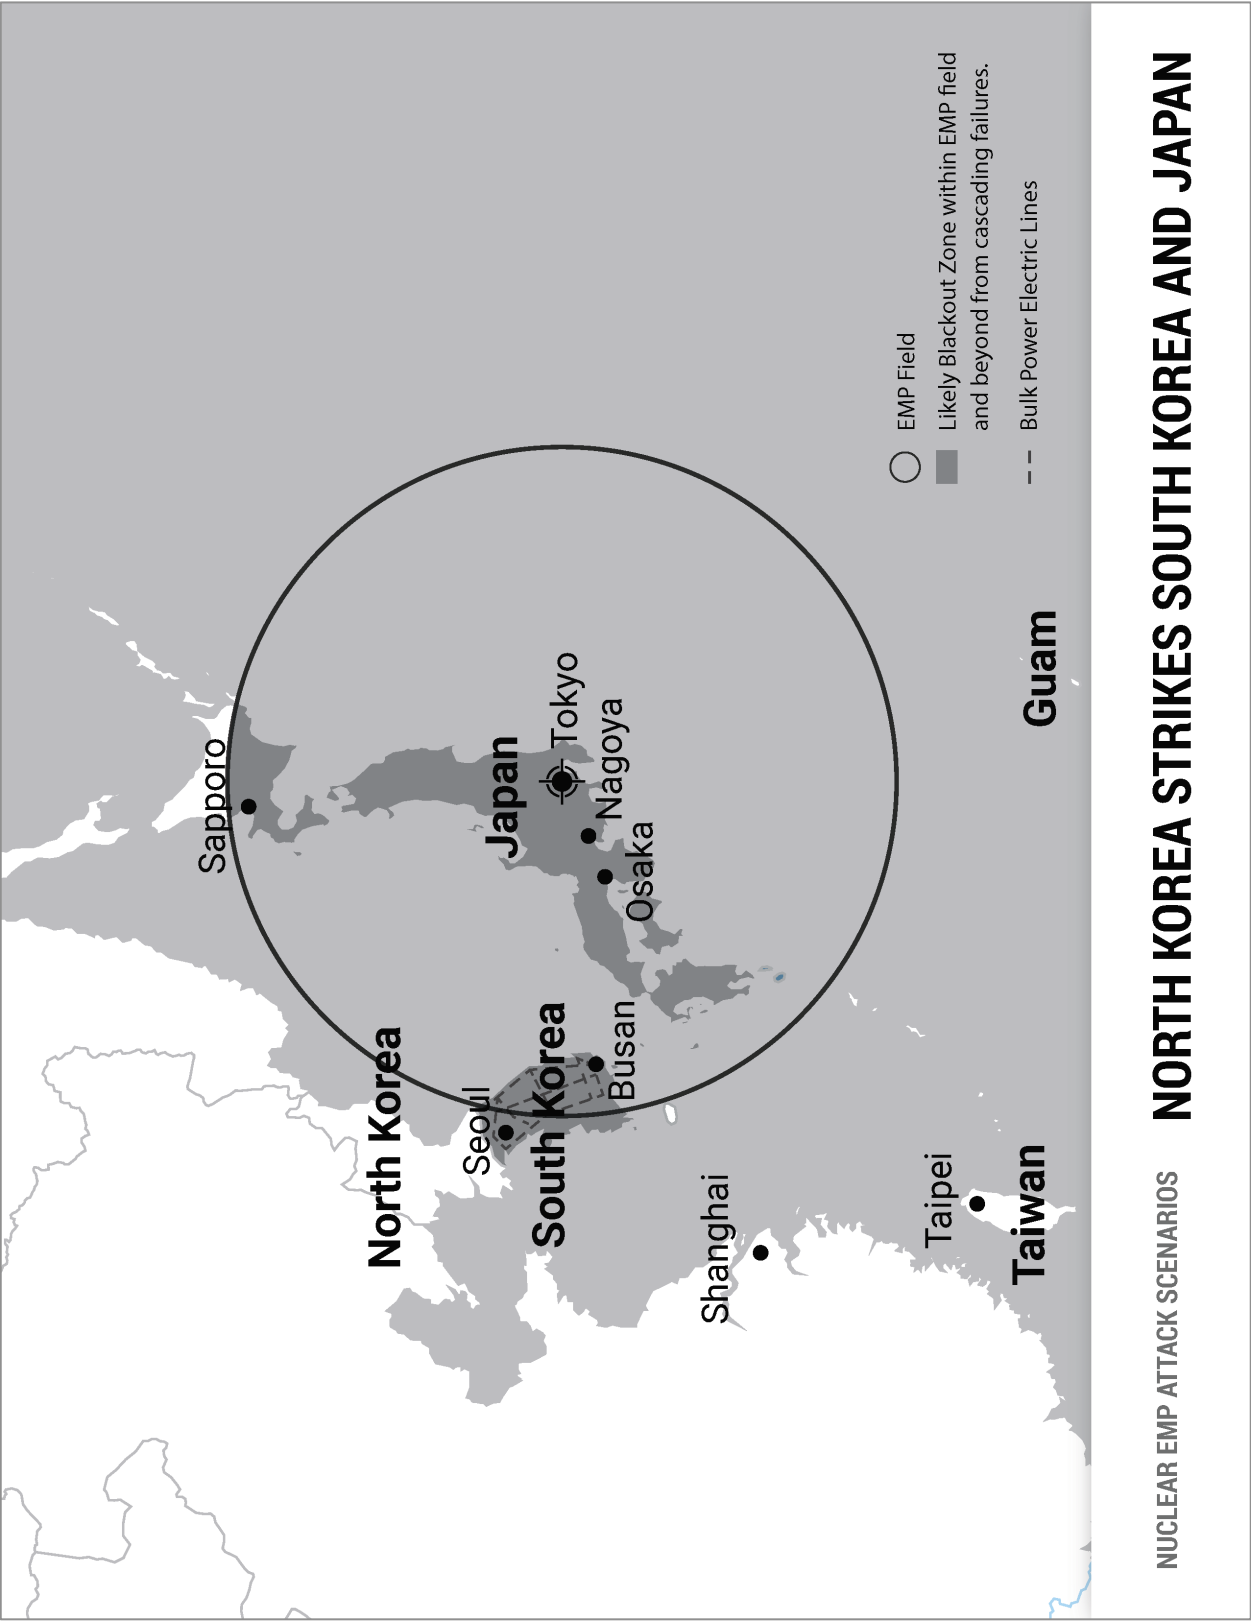 Sapporo
Japan
Tokyo
Nagoya
Osaka
North Korea
Seoul
South Korea
Busan
Shanghai
Taipei
Taiwan
Guam
EMP Field
Likely Blackout Zone within EMP field
and beyond from cascading failures.
Bulk Power Electric Lines
NUCLEAR EMP ATTACK SCENARIOS NORTH KOREA STRIKES SOUTH KOREA AND JAPAN